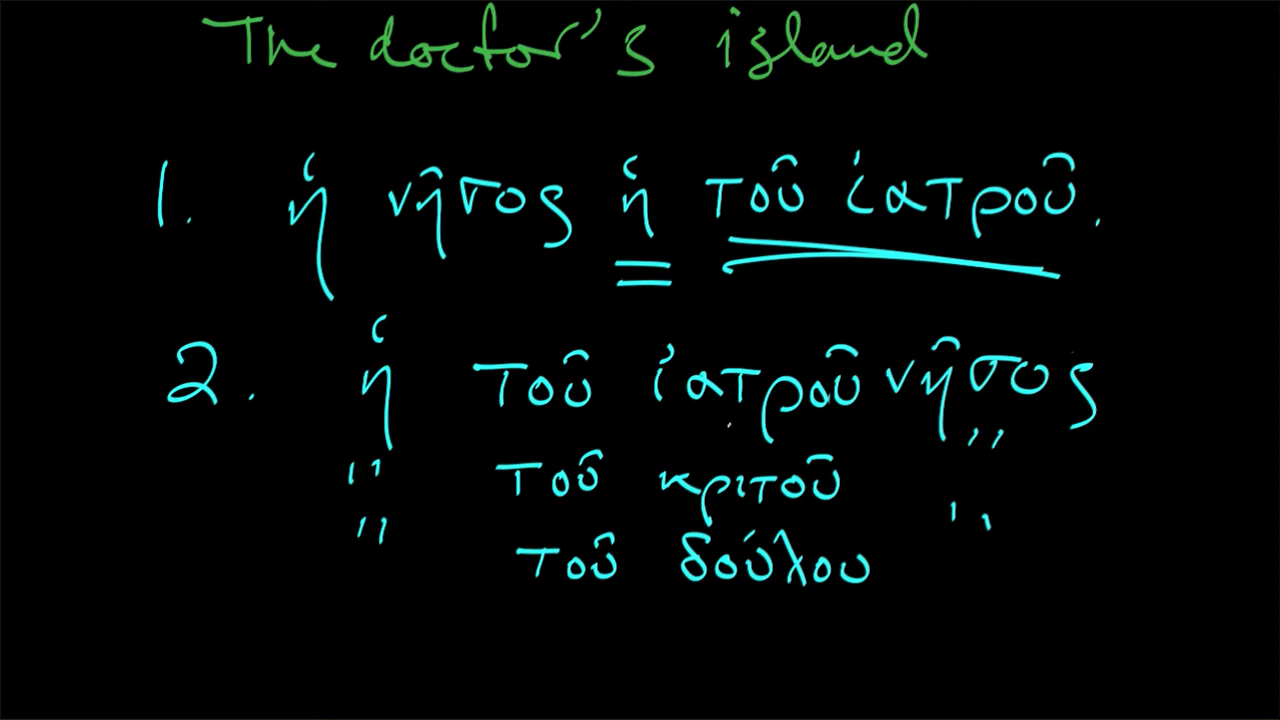 The doctor's island
1. ἡ νῆσος ἡ τοῦ ἰατροῦ.
2. ἡ τοῦ ἰατροῦ νῆσος
" τοῦ κριτοῦ "
" τοῦ δούλου "